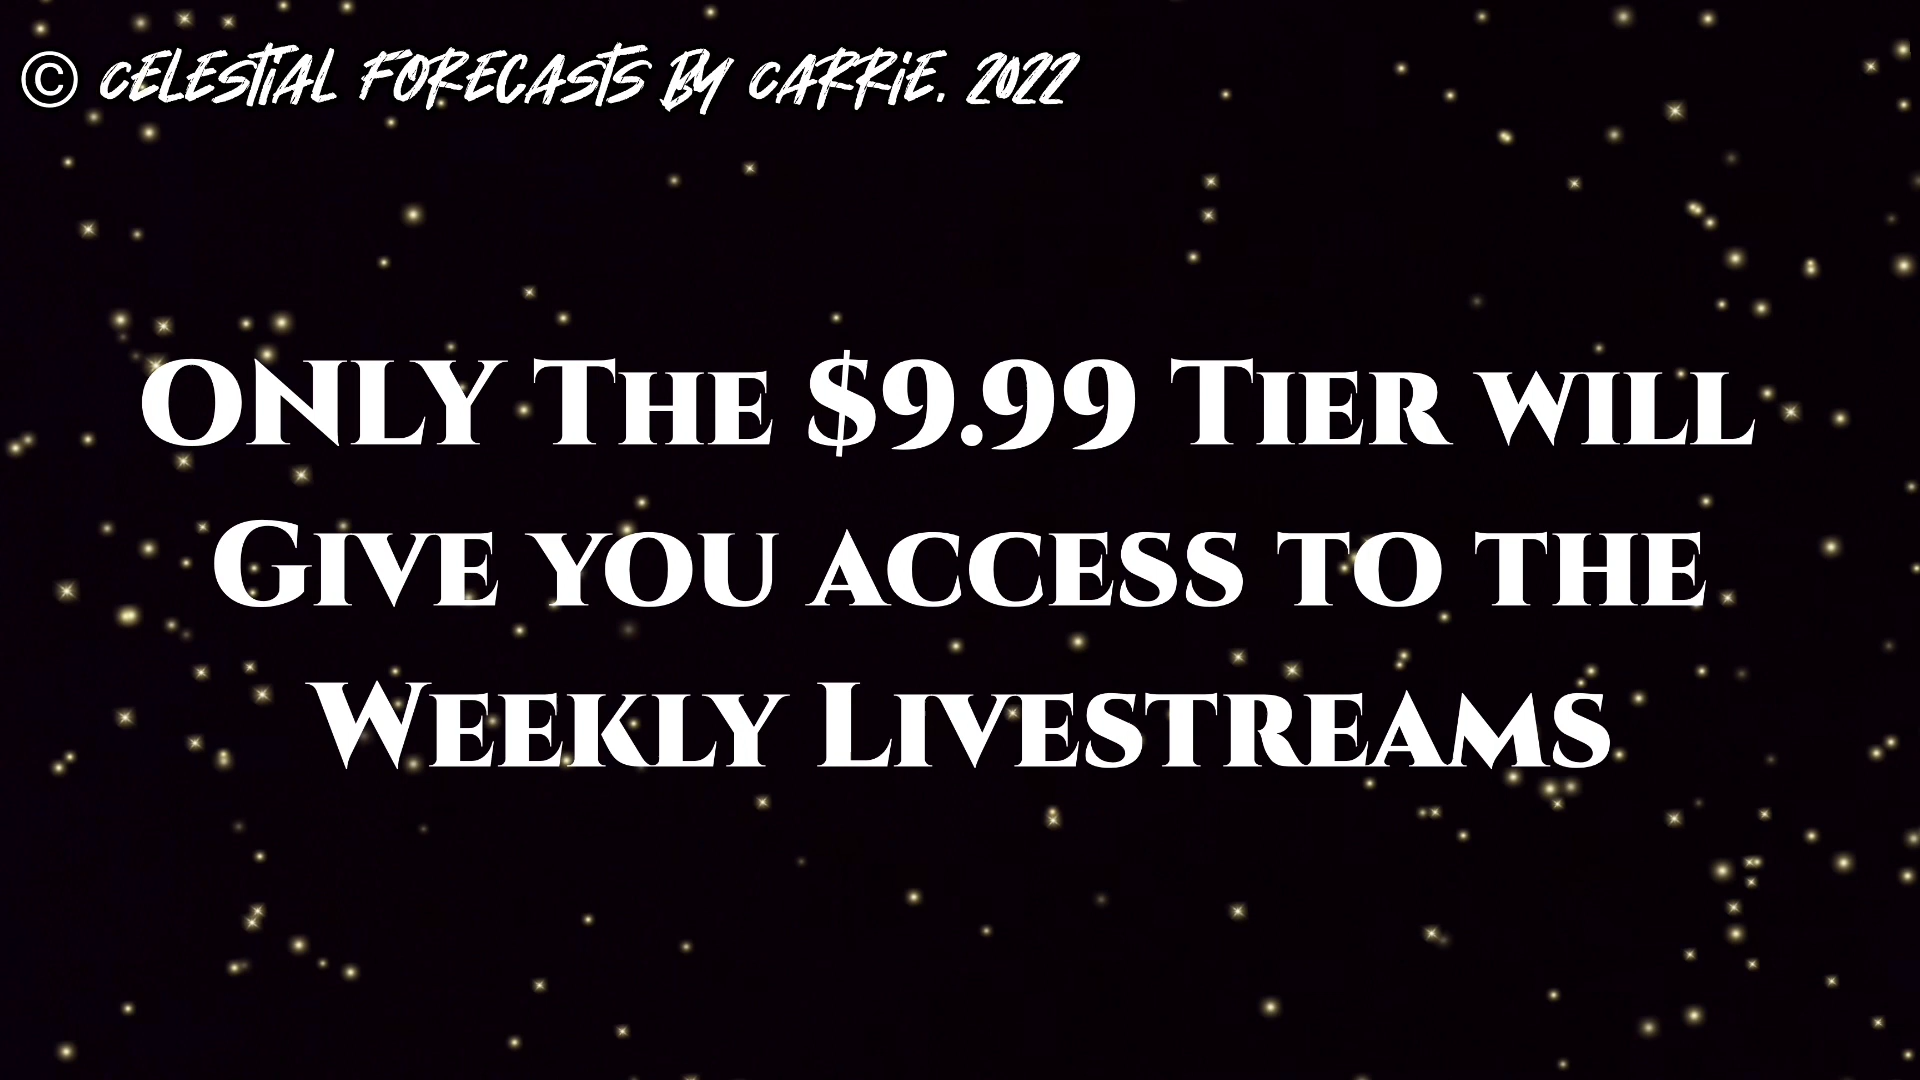 © CELESTIAL FORECASTS BY CARRIE. 2022
ONLY THE $9.99 TIER WILL
GIVE YOU ACCESS TO THE
WEEKLY LIVESTREAMS